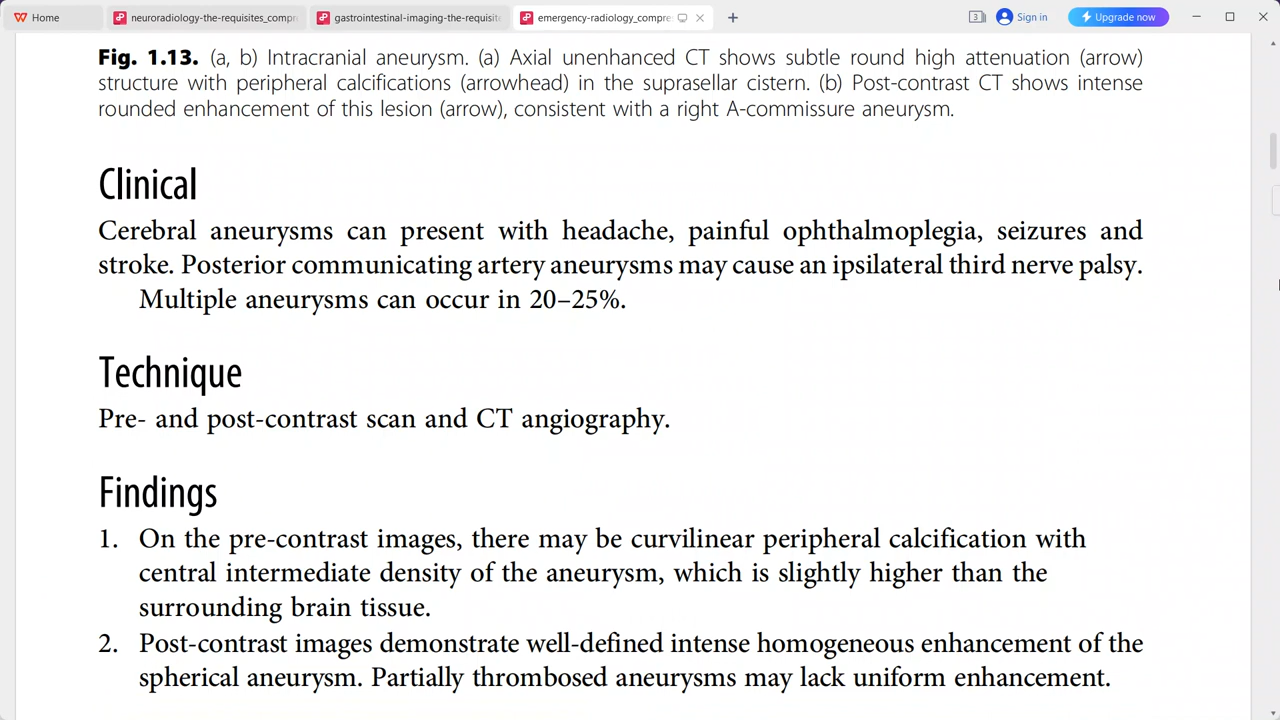 Home neuroradiology-the-requisites_compre gastrointestinal-imaging-the-requisite emergency-radiology_compre 3 Sign in Upgrade now
Fig. 1.13. (a, b) Intracranial aneurysm. (a) Axial unenhanced CT shows subtle round high attenuation (arrow)
structure with peripheral calcifications (arrowhead) in the suprasellar cistern. (b) Post-contrast CT shows intense
rounded enhancement of this lesion (arrow), consistent with a right A-commissure aneurysm.
Clinical
Cerebral aneurysms can present with headache, painful ophthalmoplegia, seizures and
stroke. Posterior communicating artery aneurysms may cause an ipsilateral third nerve palsy.
Multiple aneurysms can occur in 20–25%.
Technique
Pre- and post-contrast scan and CT angiography.
Findings
1. On the pre-contrast images, there may be curvilinear peripheral calcification with
central intermediate density of the aneurysm, which is slightly higher than the
surrounding brain tissue.
2. Post-contrast images demonstrate well-defined intense homogeneous enhancement of the
spherical aneurysm. Partially thrombosed aneurysms may lack uniform enhancement.